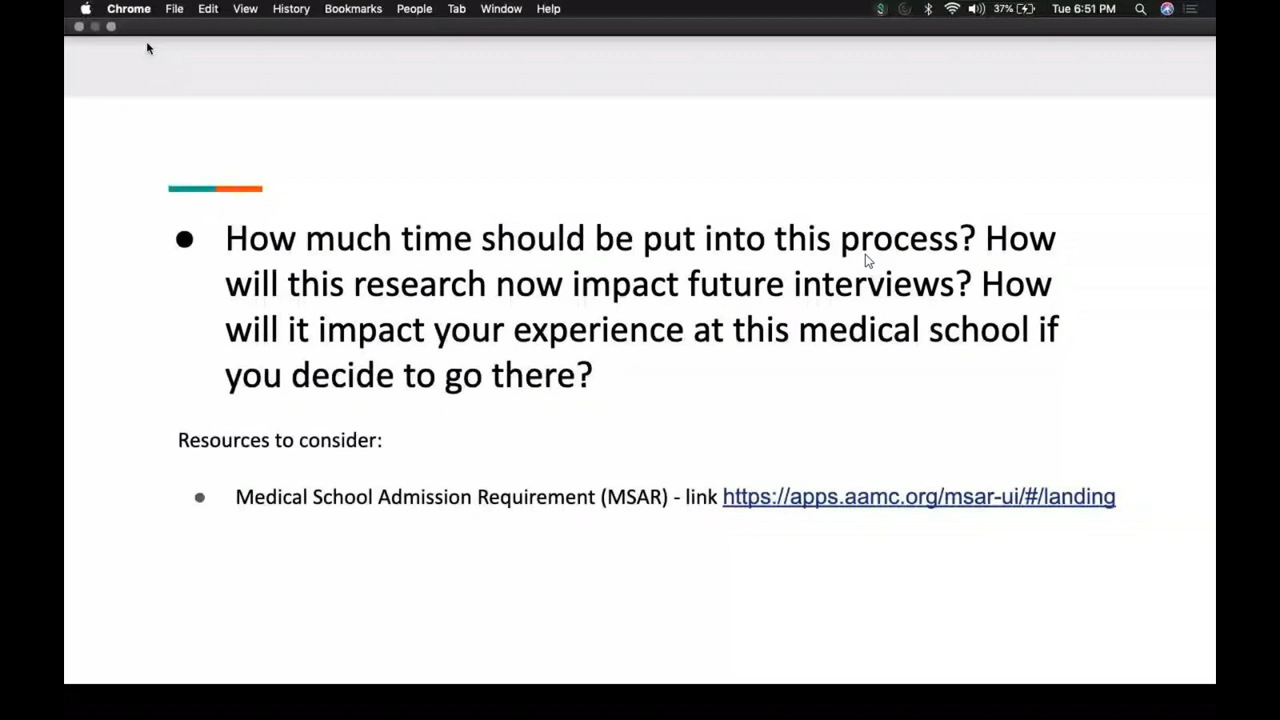 Chrome File Edit View History Bookmarks People Tab Window Help 37% Tue 6:51 PM
How much time should be put into this process? How
will this research now impact future interviews? How
will it impact your experience at this medical school if
you decide to go there?
Resources to consider:
Medical School Admission Requirement (MSAR) - link https://apps.aamc.org/msar-ui/#/landing